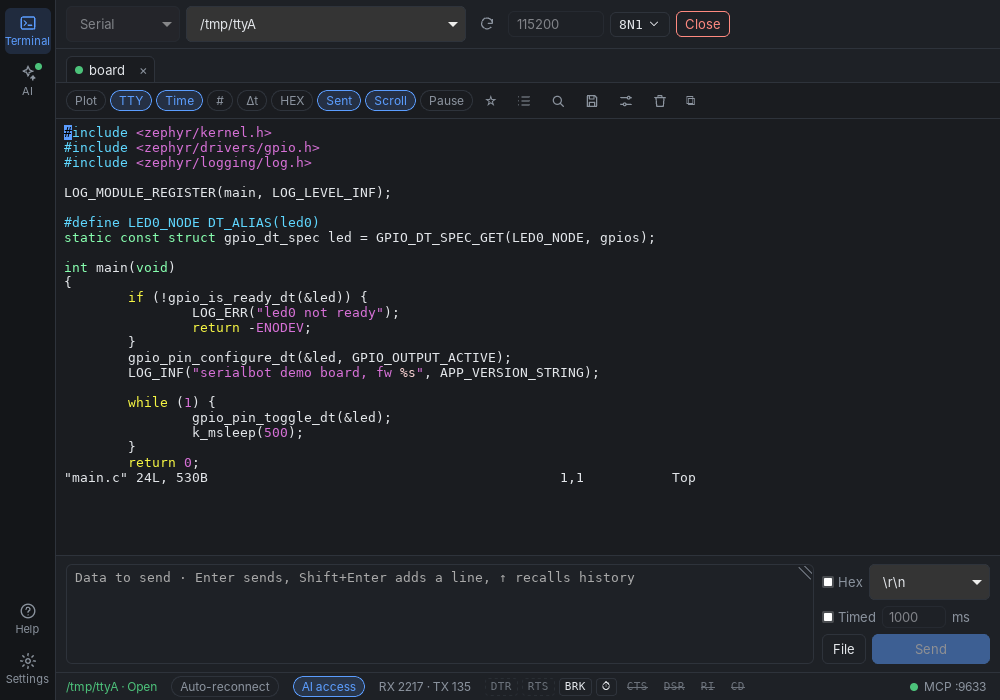 Terminal
AI
Help
Settings
Serial
/tmp/ttyA
115200
8N1
Close
board ×
Plot TTY Time # Δt HEX Sent Scroll Pause
#include <zephyr/kernel.h>
#include <zephyr/drivers/gpio.h>
#include <zephyr/logging/log.h>
LOG_MODULE_REGISTER(main, LOG_LEVEL_INF);
#define LED0_NODE DT_ALIAS(led0)
static const struct gpio_dt_spec led = GPIO_DT_SPEC_GET(LED0_NODE, gpios);
int main(void)
{
        if (!gpio_is_ready_dt(&led)) {
                LOG_ERR("led0 not ready");
                return -ENODEV;
        }
        gpio_pin_configure_dt(&led, GPIO_OUTPUT_ACTIVE);
        LOG_INF("serialbot demo board, fw %s", APP_VERSION_STRING);
        while (1) {
                gpio_pin_toggle_dt(&led);
                k_msleep(500);
        }
        return 0;
"main.c" 24L, 530B 1,1 Top
Data to send · Enter sends, Shift+Enter adds a line, ↑ recalls history
Hex \r\n
Timed 1000 ms
File Send
/tmp/ttyA · Open Auto-reconnect AI access RX 2217 · TX 135 DTR RTS BRK CTS DSR RI CD MCP :9633